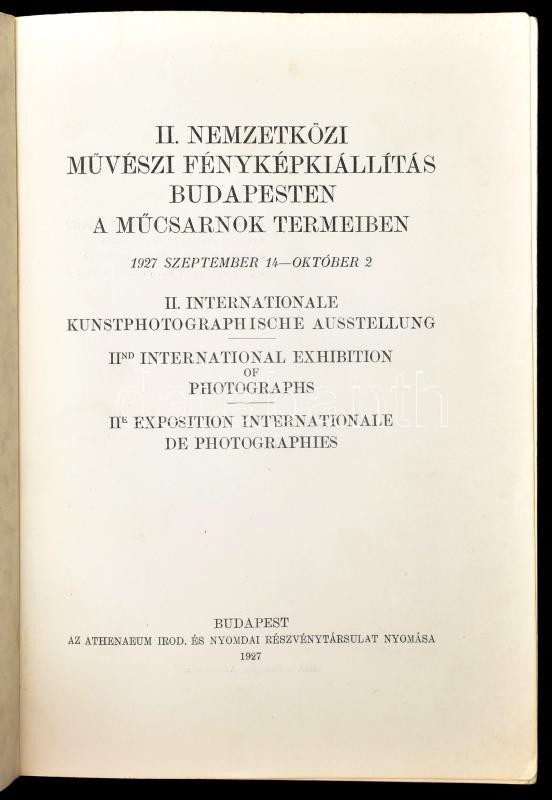 II. NEMZETKÖZI
MŰVÉSZI FÉNYKÉPKIÁLLÍTÁS
BUDAPESTEN
A MŰCSARNOK TERMEIBEN
1927 SZEPTEMBER 14—OKTÓBER 2
II. INTERNATIONALE
KUNSTPHOTOGRAPHISCHE AUSSTELLUNG
IIND INTERNATIONAL EXHIBITION
OF
PHOTOGRAPHS
IIE EXPOSITION INTERNATIONALE
DE PHOTOGRAPHIES
BUDAPEST
AZ ATHENAEUM IROD. ÉS NYOMDAI RÉSZVÉNYTÁRSULAT NYOMÁSA
1927